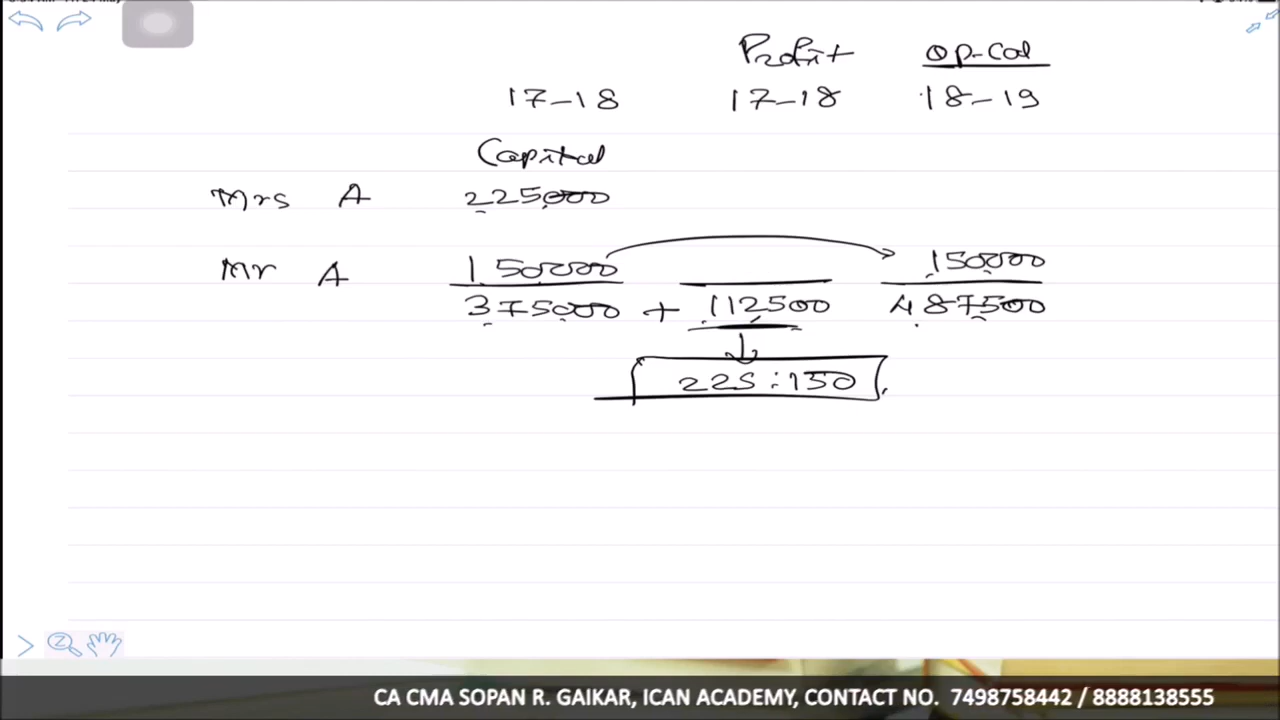 Profit Op-Cal
17-18 17-18 18-19
Capital
Mrs A 225000
Mr A 150000 150000
375000 + 112500 487500
225:150
CA CMA SOPAN R. GAIKAR, ICAN ACADEMY, CONTACT NO. 7498758442 / 8888138555